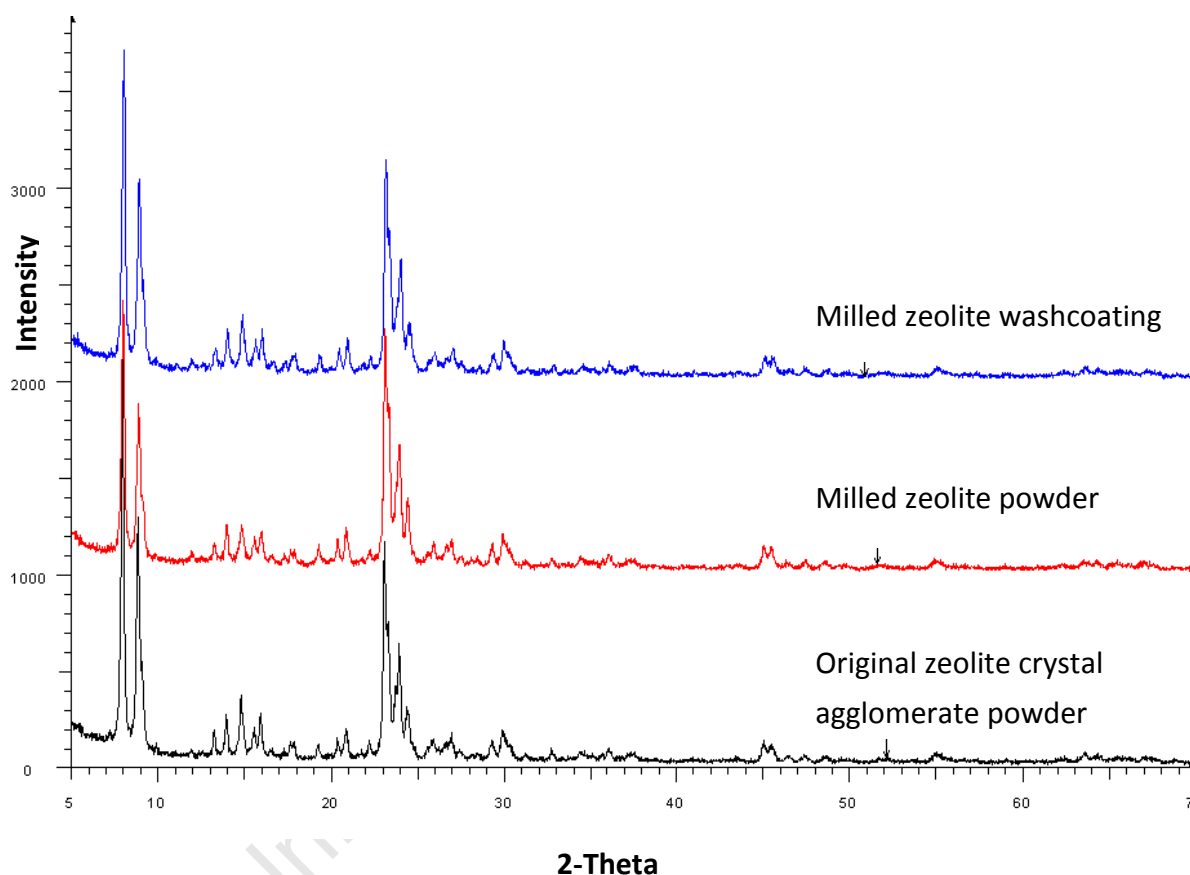 3000
2000
1000
0
Intensity
Milled zeolite washcoating
Milled zeolite powder
Original zeolite crystal
agglomerate powder
5 10 20 30 40 50 60 7
2-Theta